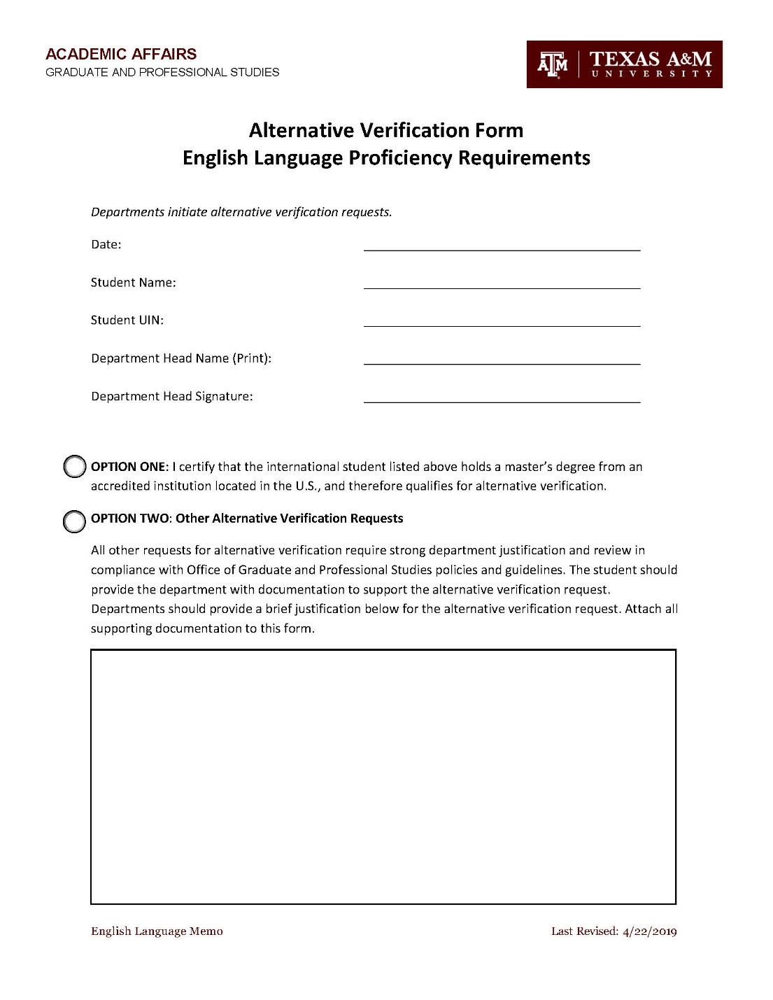 ACADEMIC AFFAIRS
GRADUATE AND PROFESSIONAL STUDIES
ATM
TEXAS A&M
UNIVERSITY
Alternative Verification Form
English Language Proficiency Requirements
Departments initiate alternative verification requests.
Date:
Student Name:
Student UIN:
Department Head Name (Print):
Department Head Signature:
OPTION ONE: I certify that the international student listed above holds a master’s degree from an
accredited institution located in the U.S., and therefore qualifies for alternative verification.
OPTION TWO: Other Alternative Verification Requests
All other requests for alternative verification require strong department justification and review in
compliance with Office of Graduate and Professional Studies policies and guidelines. The student should
provide the department with documentation to support the alternative verification request.
Departments should provide a brief justification below for the alternative verification request. Attach all
supporting documentation to this form.
English Language Memo
Last Revised: 4/22/2019